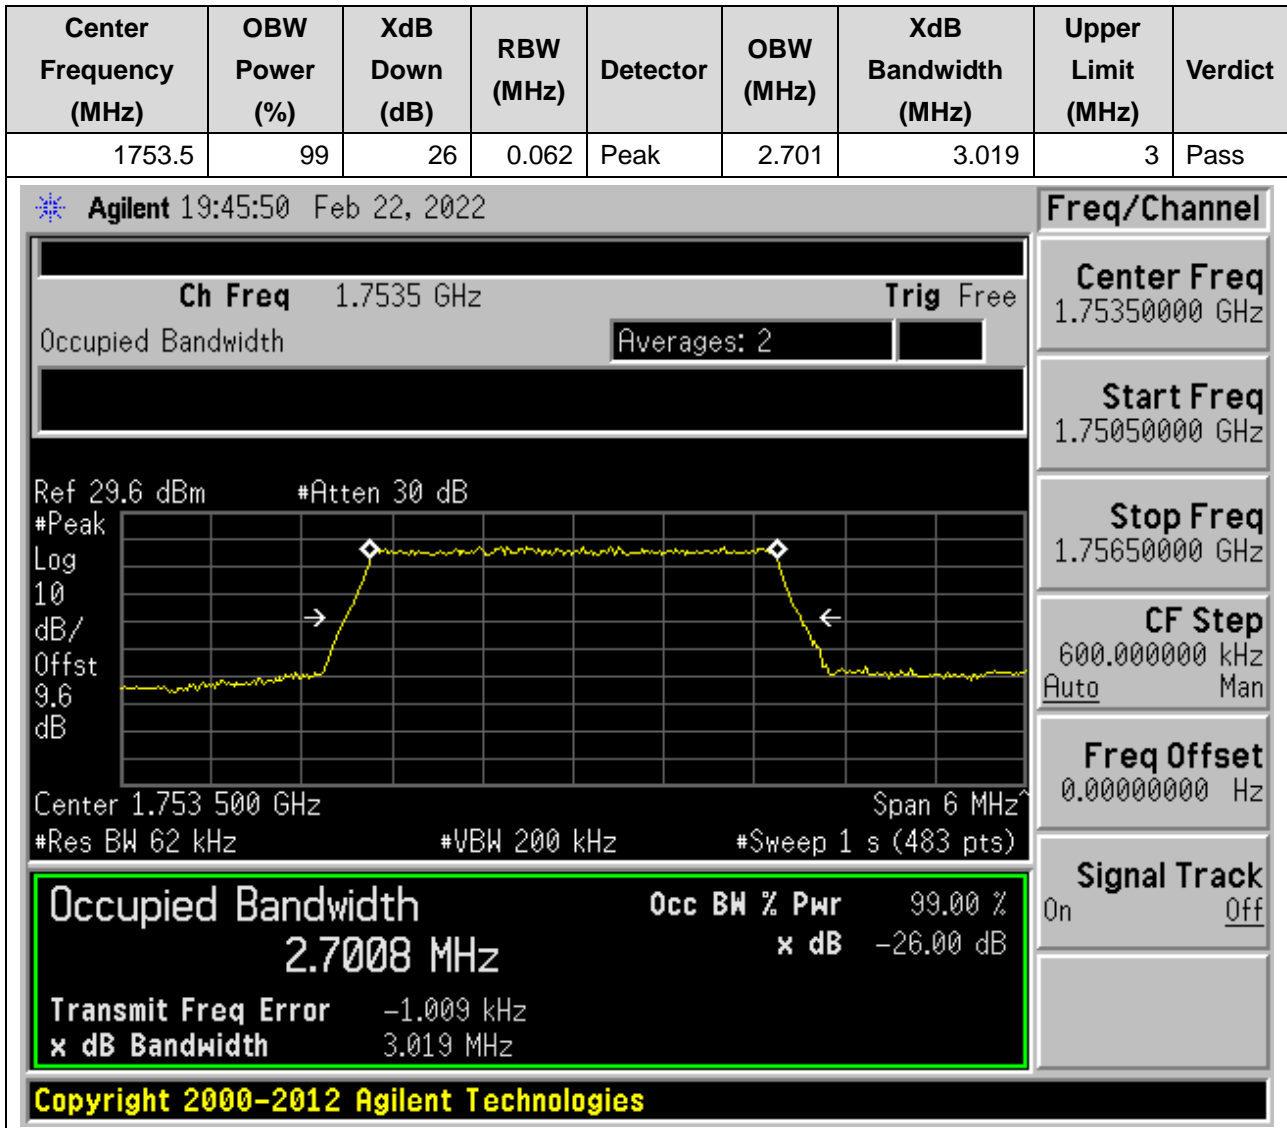 Center Frequency (MHz) OBW Power (%) XdB Down (dB) RBW (MHz) Detector OBW (MHz) XdB Bandwidth (MHz) Upper Limit (MHz) Verdict
1753.5 99 26 0.062 Peak 2.701 3.019 3 Pass
Agilent 19:45:50 Feb 22, 2022
Freq/Channel
Ch Freq 1.7535 GHz Trig Free
Occupied Bandwidth Averages: 2
Center Freq
1.75350000 GHz
Start Freq
1.75050000 GHz
Stop Freq
1.75650000 GHz
CF Step
600.000000 kHz
Auto Man
Freq Offset
0.00000000 Hz
Signal Track
On Off
Ref 29.6 dBm #Atten 30 dB
#Peak
Log
10
dB/
Offst
9.6
dB
Center 1.753 500 GHz Span 6 MHz^
#Res BW 62 kHz #VBW 200 kHz #Sweep 1 s (483 pts)
Occupied Bandwidth
2.7008 MHz
Occ BW % Pwr 99.00 %
x dB -26.00 dB
Transmit Freq Error -1.009 kHz
x dB Bandwidth 3.019 MHz
Copyright 2000-2012 Agilent Technologies